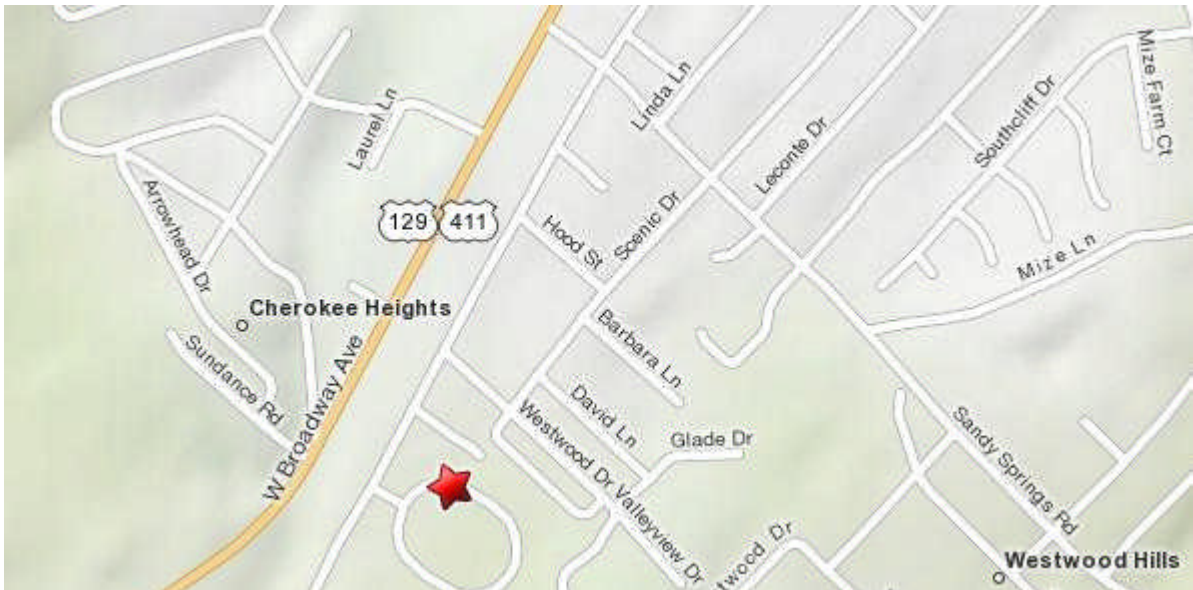 Mize Farm Ct
Linda Ln
Southcliff Dr
Laurel Ln
Leconte Dr
Arrowhead Dr
129
411
Hood St
Scenic Dr
Mize Ln
Cherokee Heights
Barbara Ln
Sundance Rd
W Broadway Ave
David Ln
Westwood Dr
Glade Dr
Sandy Springs Rd
Valleyview Dr
twood Dr
Westwood Hills